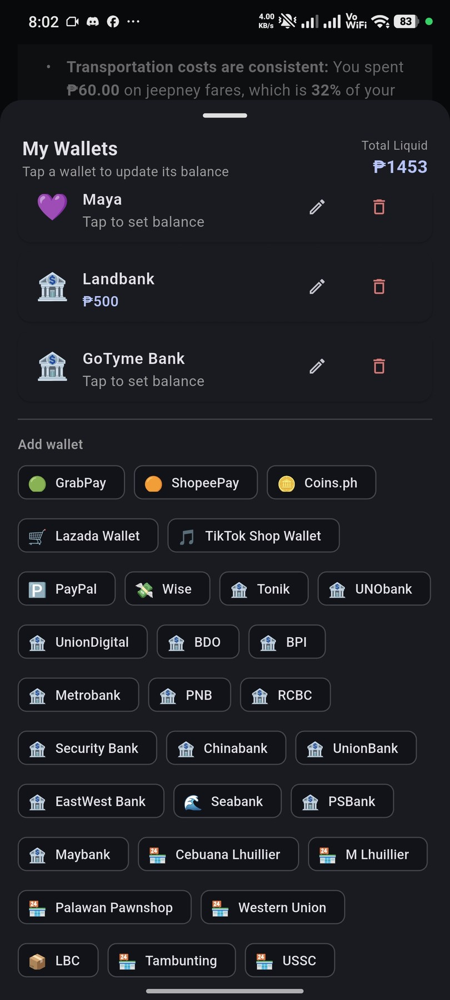 8:02
4.00
KB/s
Vo
WiFi
83
• Transportation costs are consistent: You spent
₱60.00 on jeepney fares, which is 32% of your
My Wallets
Total Liquid
Tap a wallet to update its balance
₱1453
Maya
Tap to set balance
Landbank
₱500
GoTyme Bank
Tap to set balance
Add wallet
GrabPay
ShopeePay
Coins.ph
Lazada Wallet
TikTok Shop Wallet
PayPal
Wise
Tonik
UNObank
UnionDigital
BDO
BPI
Metrobank
PNB
RCBC
Security Bank
Chinabank
UnionBank
EastWest Bank
Seabank
PSBank
Maybank
Cebuana Lhuillier
M Lhuillier
Palawan Pawnshop
Western Union
LBC
Tambunting
USSC